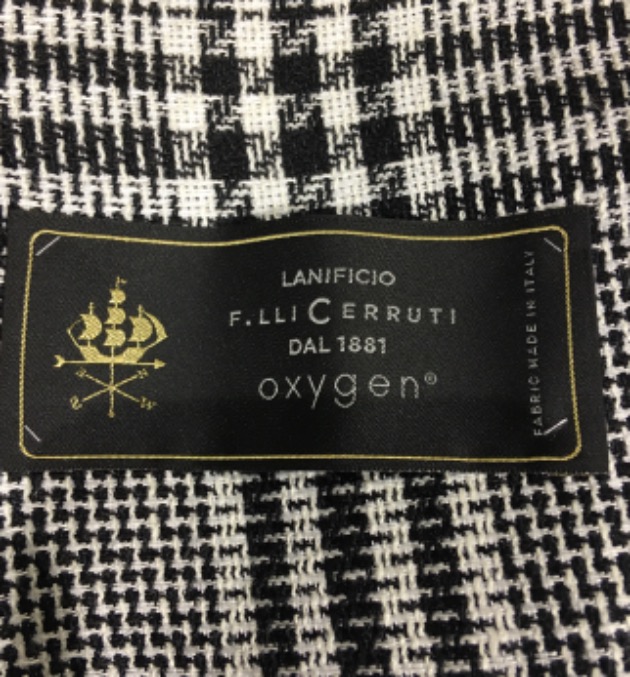 LANIFICIO
F.LLI CERRUTI
DAL 1881
oxygen®
FABRIC MADE IN ITALY